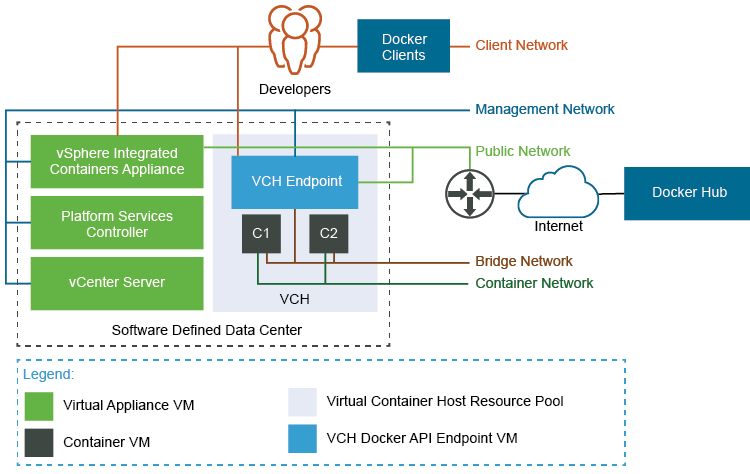 Docker
Clients
Client Network
Developers
Management Network
vSphere Integrated
Containers Appliance
Public Network
VCH Endpoint
Docker Hub
Platform Services
Controller
C1
C2
Internet
Bridge Network
vCenter Server
Container Network
VCH
Software Defined Data Center
Legend:
Virtual Appliance VM
Virtual Container Host Resource Pool
Container VM
VCH Docker API Endpoint VM